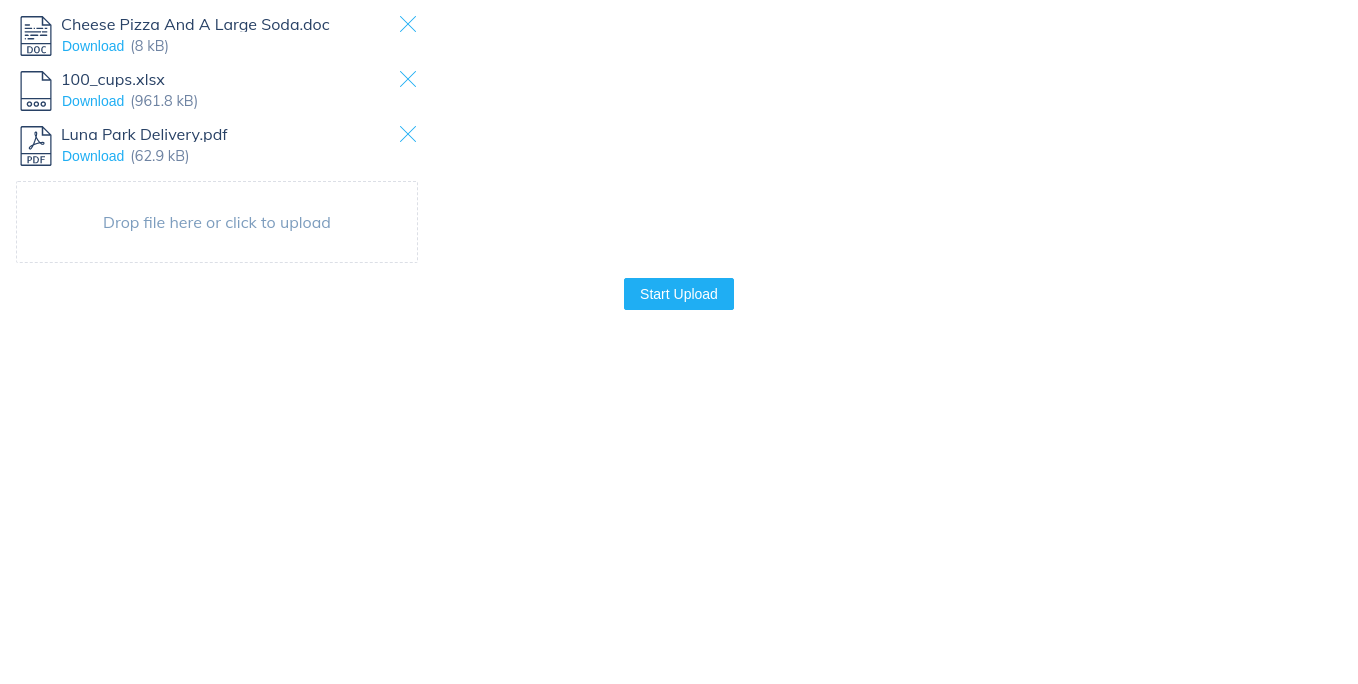 Cheese Pizza And A Large Soda.doc
DOC
Download (8 kB)
100_cups.xlsx
Download (961.8 kB)
Luna Park Delivery.pdf
PDF
Download (62.9 kB)
Drop file here or click to upload
Start Upload